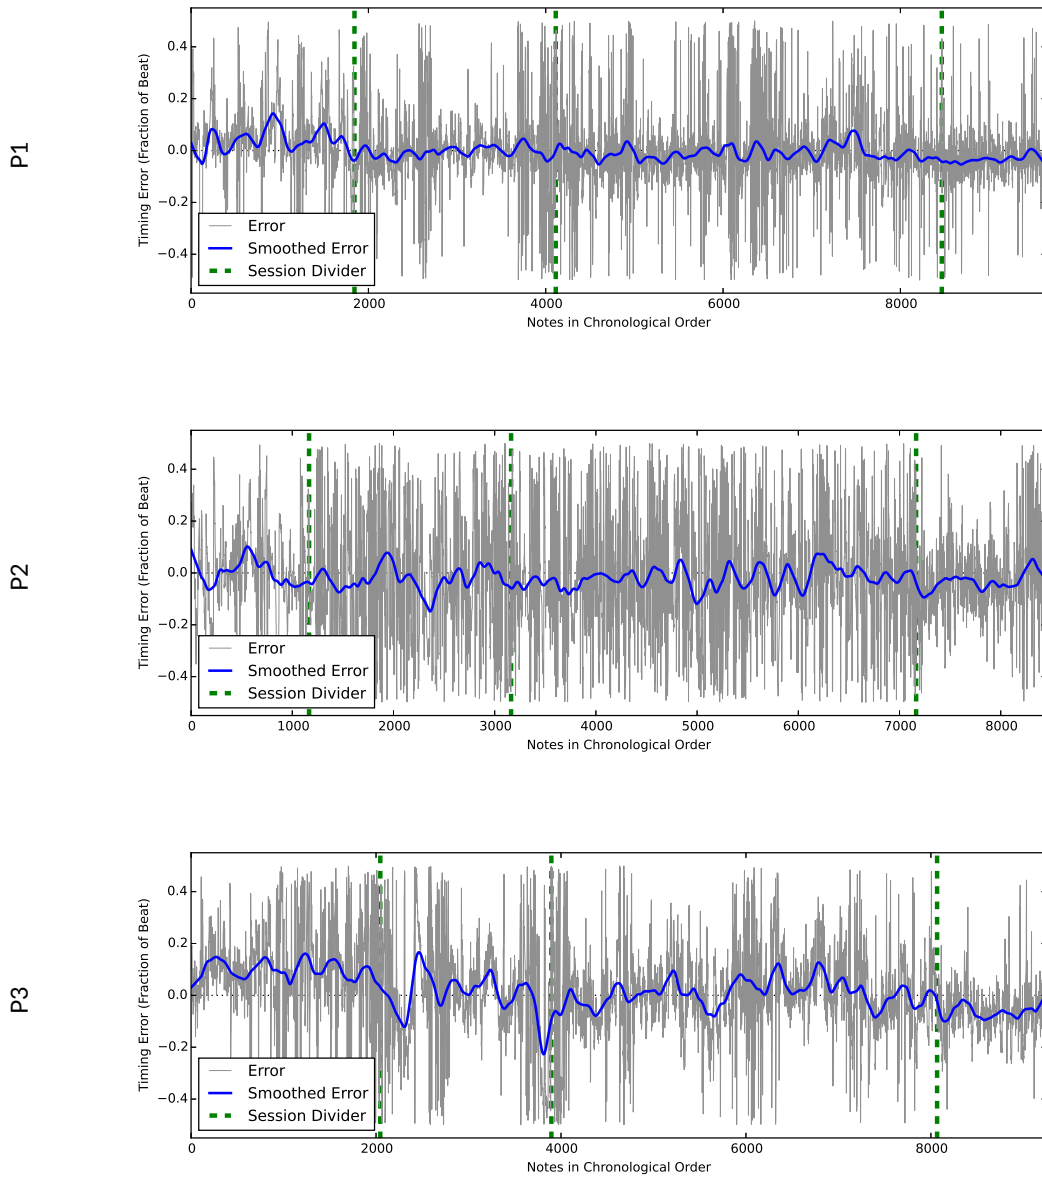 P1
Timing Error (Fraction of Beat)
0.4
0.2
0.0
−0.2
−0.4
Error
Smoothed Error
Session Divider
0 2000 4000 6000 8000
Notes in Chronological Order
P2
Timing Error (Fraction of Beat)
0.4
0.2
0.0
−0.2
−0.4
Error
Smoothed Error
Session Divider
0 1000 2000 3000 4000 5000 6000 7000 8000
Notes in Chronological Order
P3
Timing Error (Fraction of Beat)
0.4
0.2
0.0
−0.2
−0.4
Error
Smoothed Error
Session Divider
0 2000 4000 6000 8000
Notes in Chronological Order